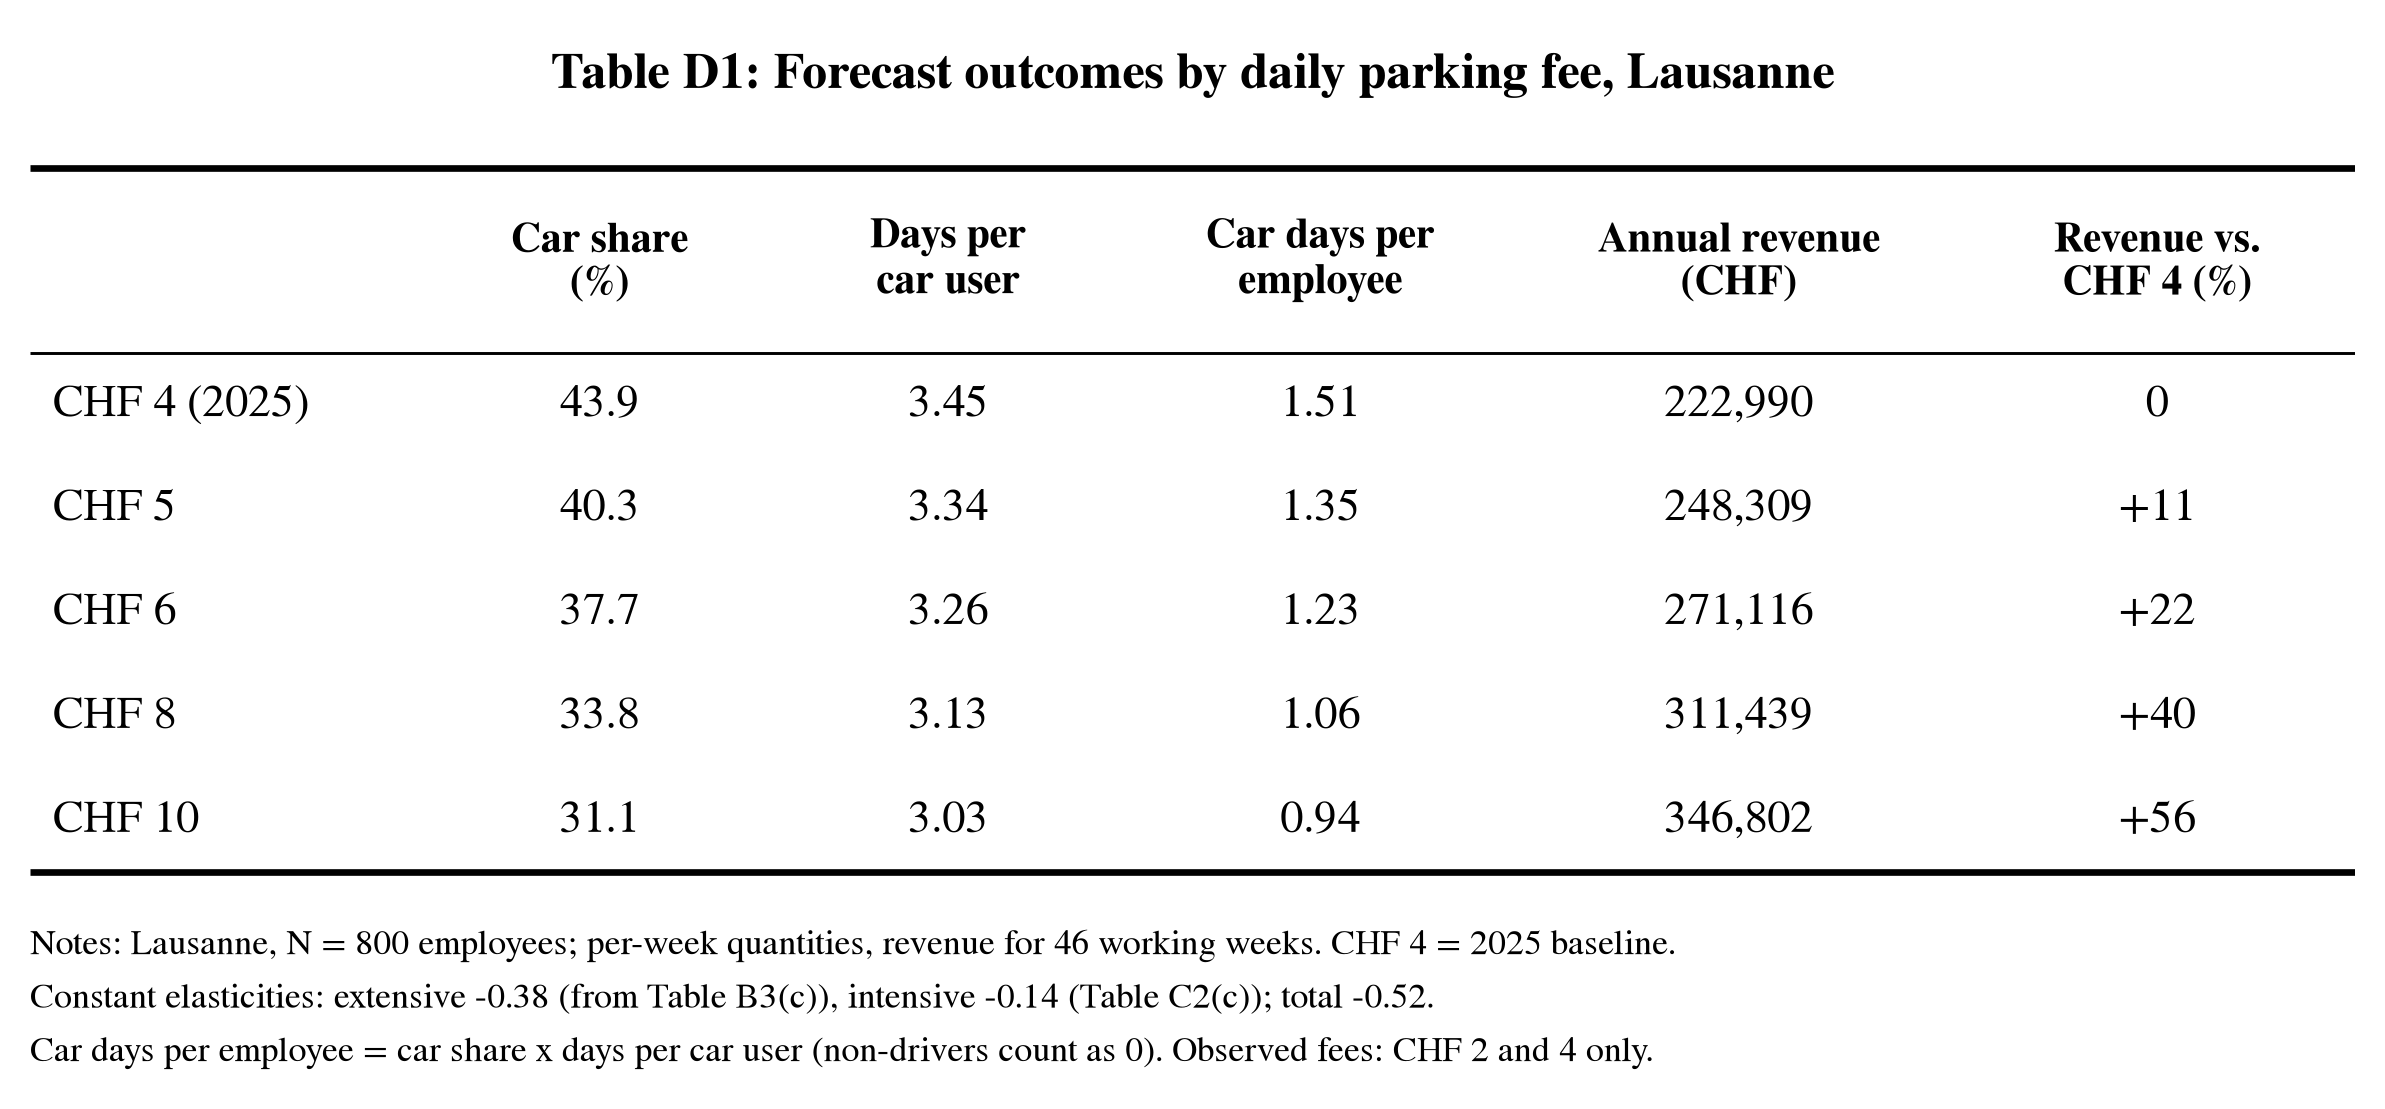 Table D1: Forecast outcomes by daily parking fee, Lausanne
Car share (%) Days per car user Car days per employee Annual revenue (CHF) Revenue vs. CHF 4 (%)
CHF 4 (2025) 43.9 3.45 1.51 222,990 0
CHF 5 40.3 3.34 1.35 248,309 +11
CHF 6 37.7 3.26 1.23 271,116 +22
CHF 8 33.8 3.13 1.06 311,439 +40
CHF 10 31.1 3.03 0.94 346,802 +56
Notes: Lausanne, N = 800 employees; per-week quantities, revenue for 46 working weeks. CHF 4 = 2025 baseline.
Constant elasticities: extensive -0.38 (from Table B3(c)), intensive -0.14 (Table C2(c)); total -0.52.
Car days per employee = car share x days per car user (non-drivers count as 0). Observed fees: CHF 2 and 4 only.